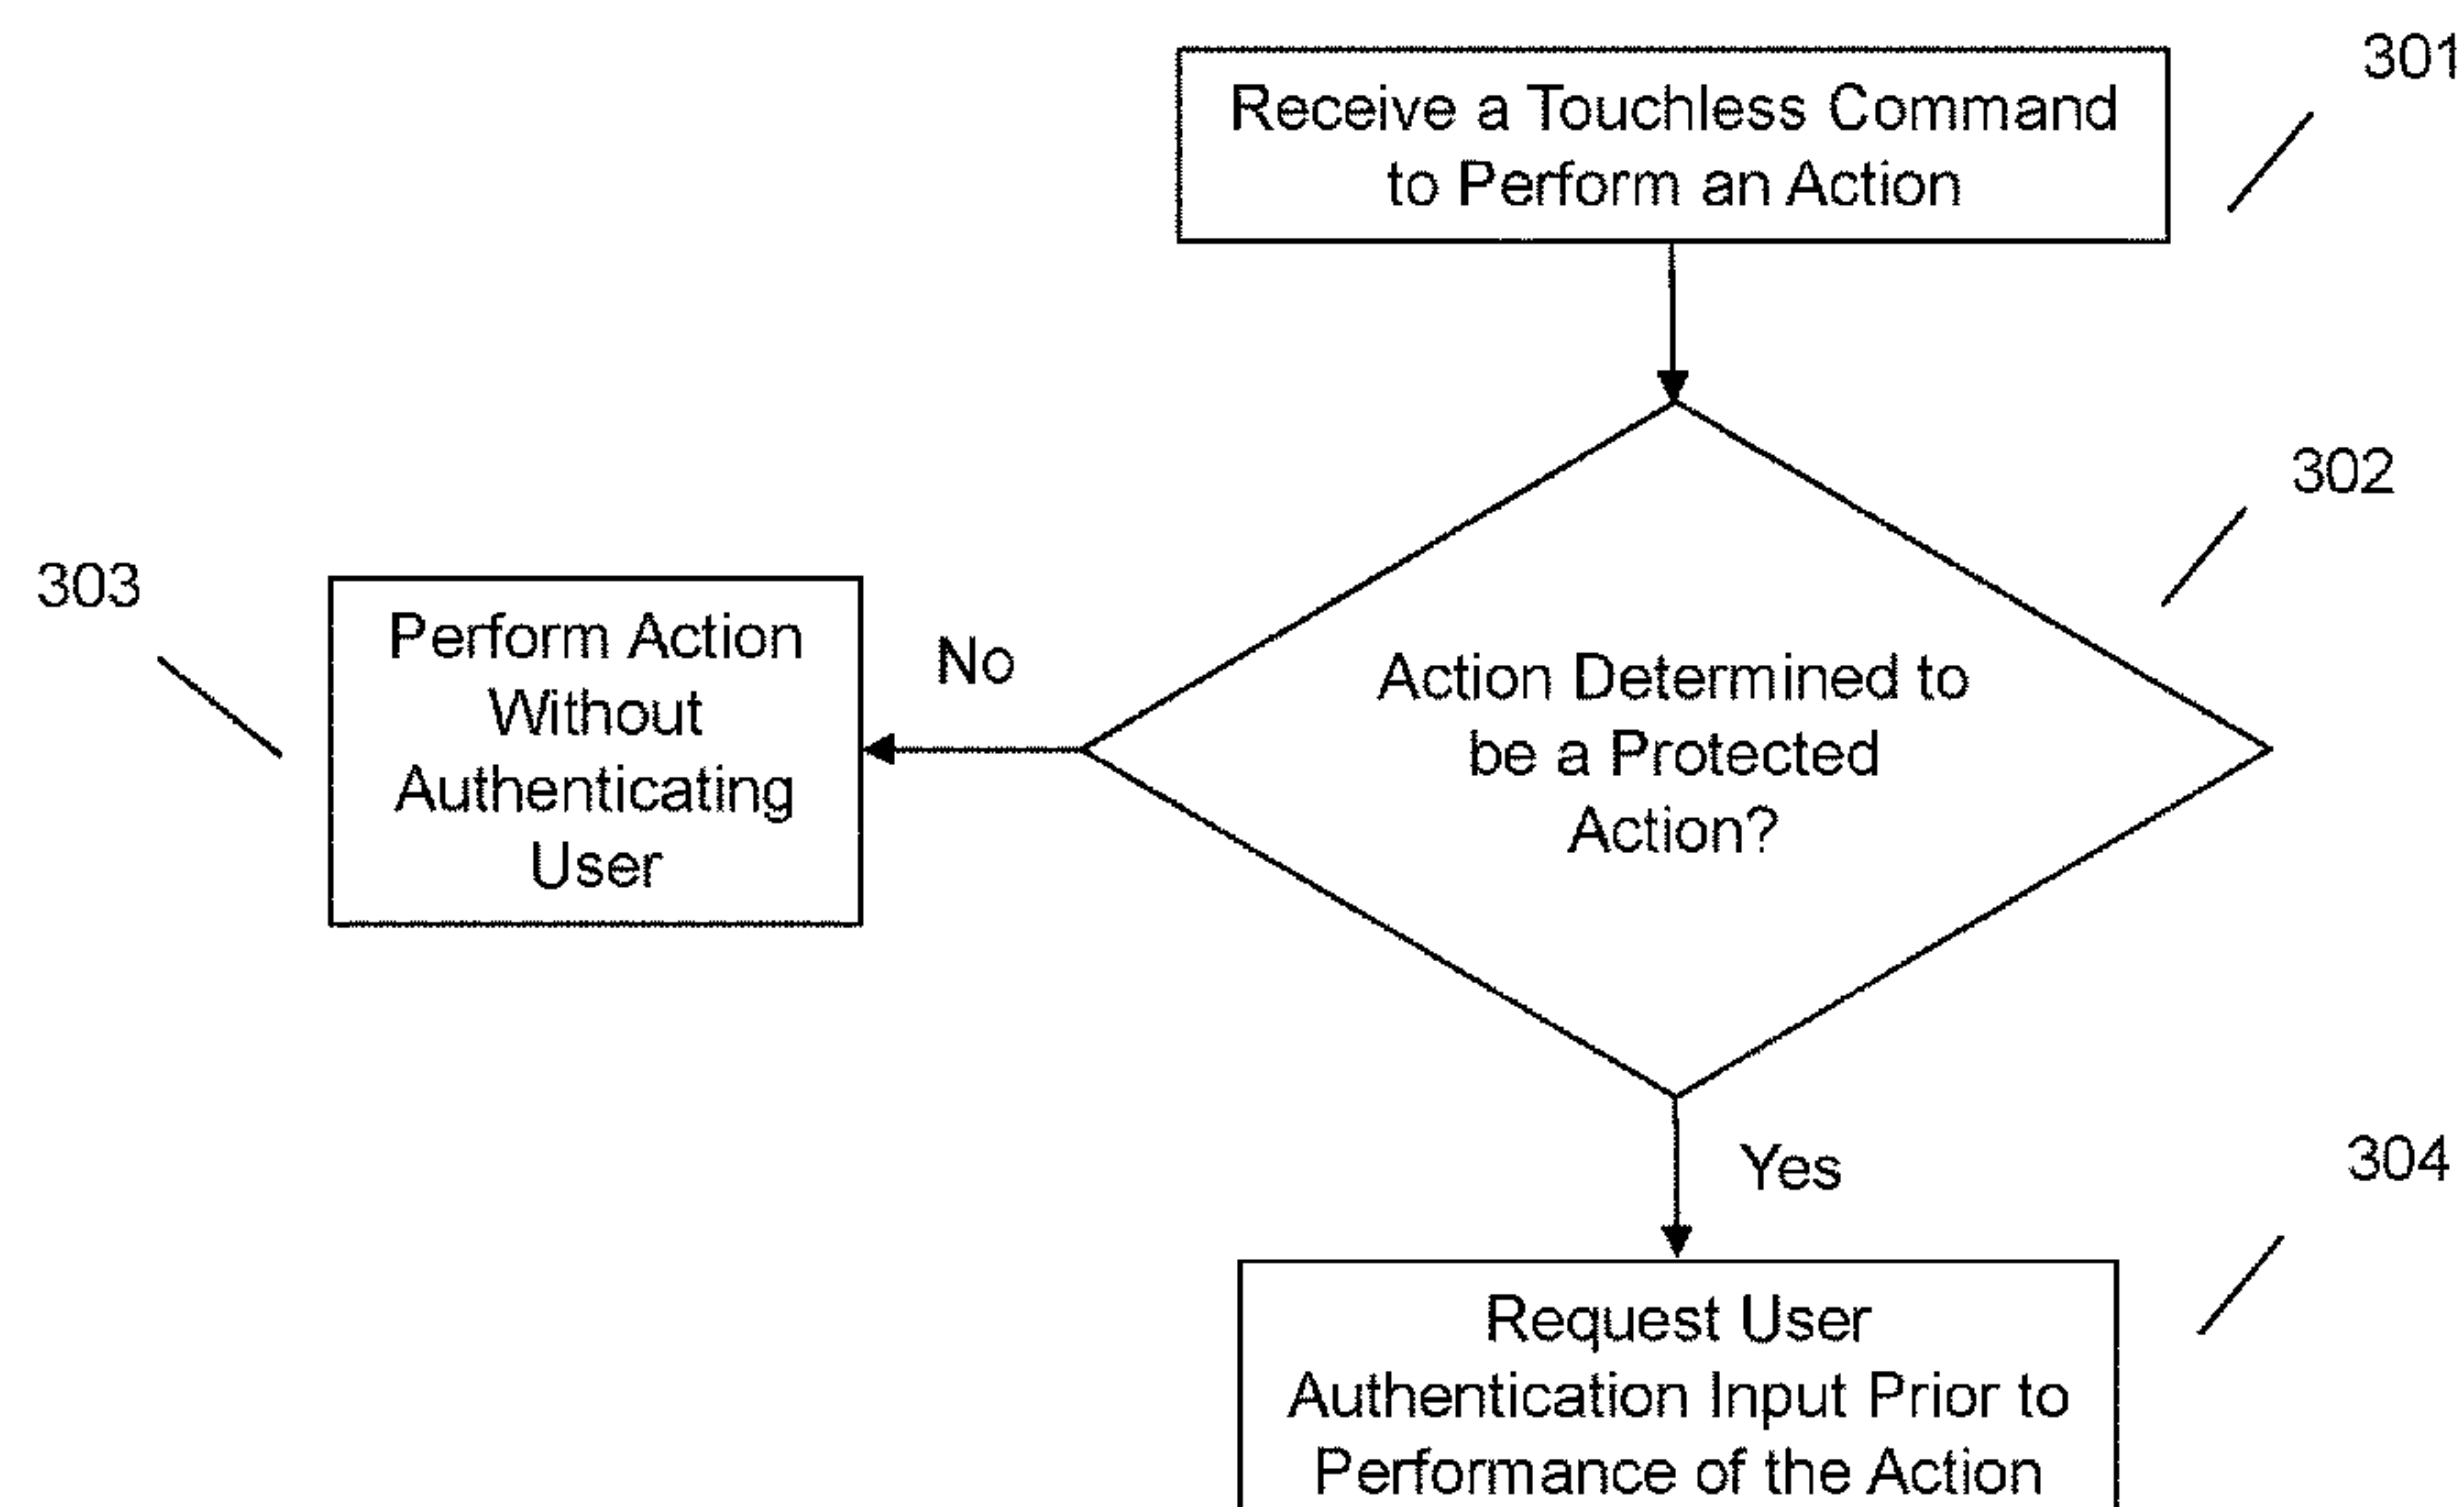 301
Receive a Touchless Command
to Perform an Action
302
303
Perform Action
Without
Authenticating
User
No
Action Determined to
be a Protected
Action?
Yes
304
Request User
Authentication Input Prior to
Performance of the Action